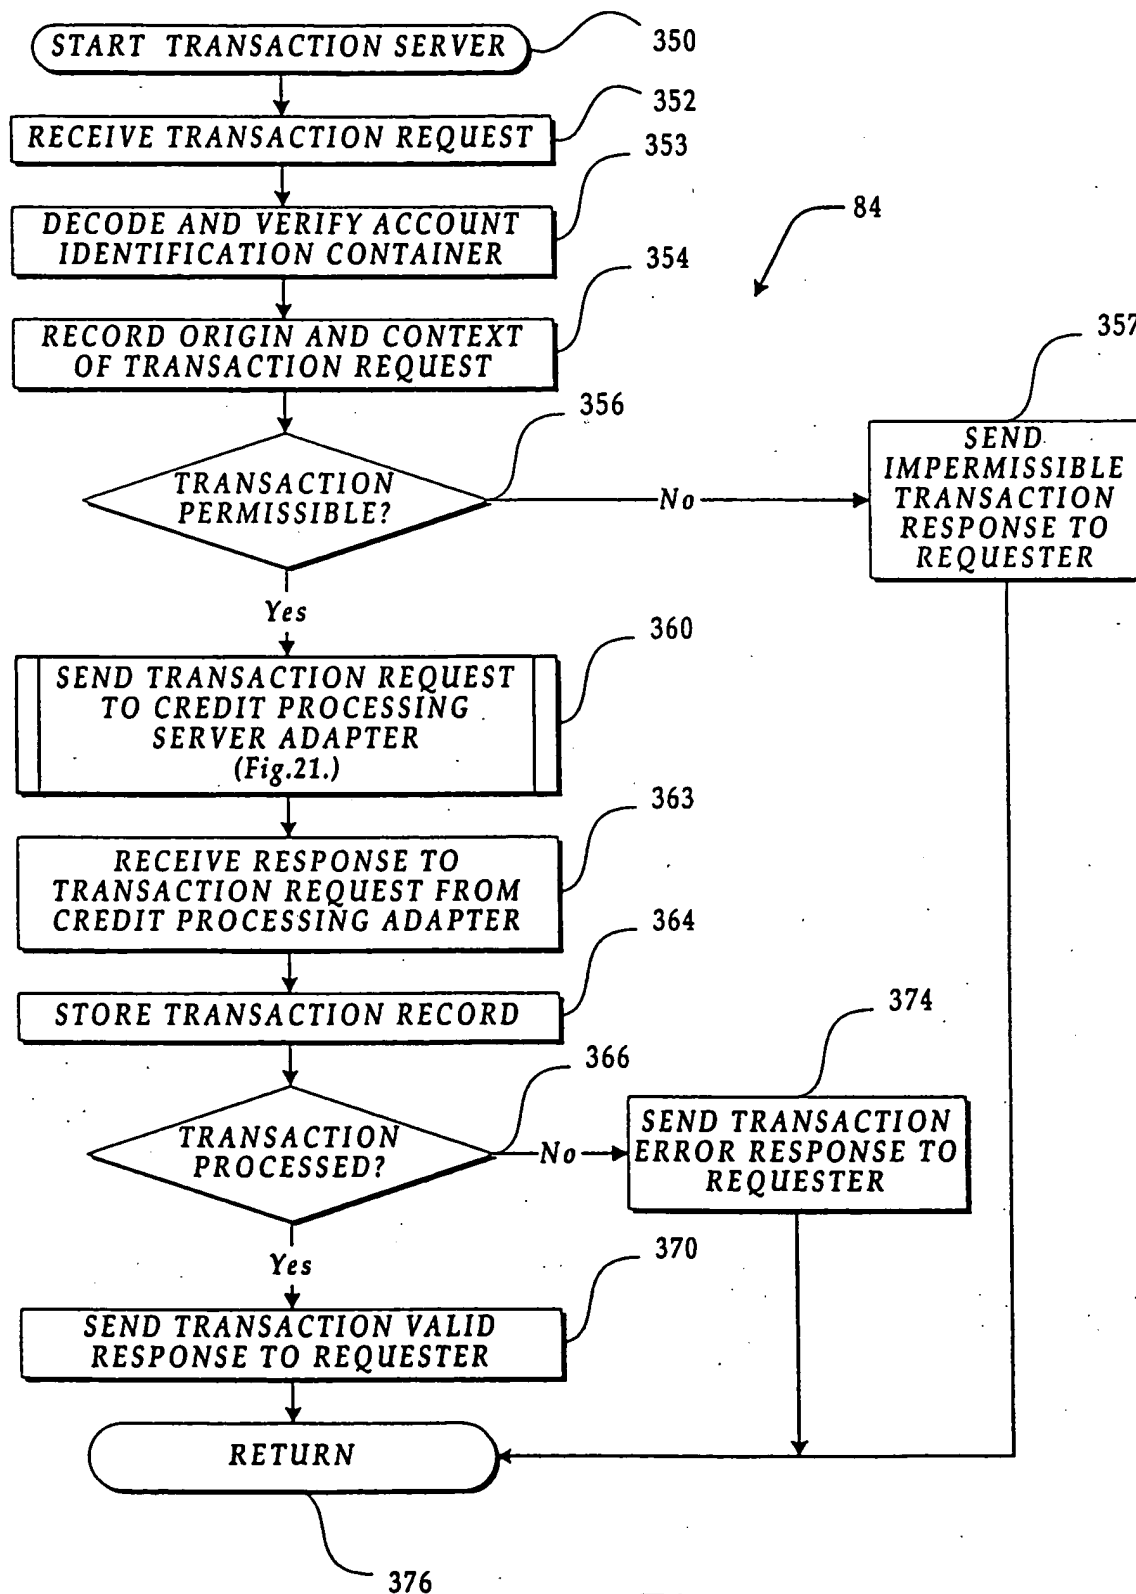 START TRANSACTION SERVER
350
RECEIVE TRANSACTION REQUEST
352
353
DECODE AND VERIFY ACCOUNT
IDENTIFICATION CONTAINER
84
354
RECORD ORIGIN AND CONTEXT
OF TRANSACTION REQUEST
357
356
TRANSACTION
PERMISSIBLE?
No
SEND
IMPERMISSIBLE
TRANSACTION
RESPONSE TO
REQUESTER
Yes
360
SEND TRANSACTION REQUEST
TO CREDIT PROCESSING
SERVER ADAPTER
(Fig.21.)
363
RECEIVE RESPONSE TO
TRANSACTION REQUEST FROM
CREDIT PROCESSING ADAPTER
364
STORE TRANSACTION RECORD
374
366
TRANSACTION
PROCESSED?
No
SEND TRANSACTION
ERROR RESPONSE TO
REQUESTER
Yes
370
SEND TRANSACTION VALID
RESPONSE TO REQUESTER
RETURN
376